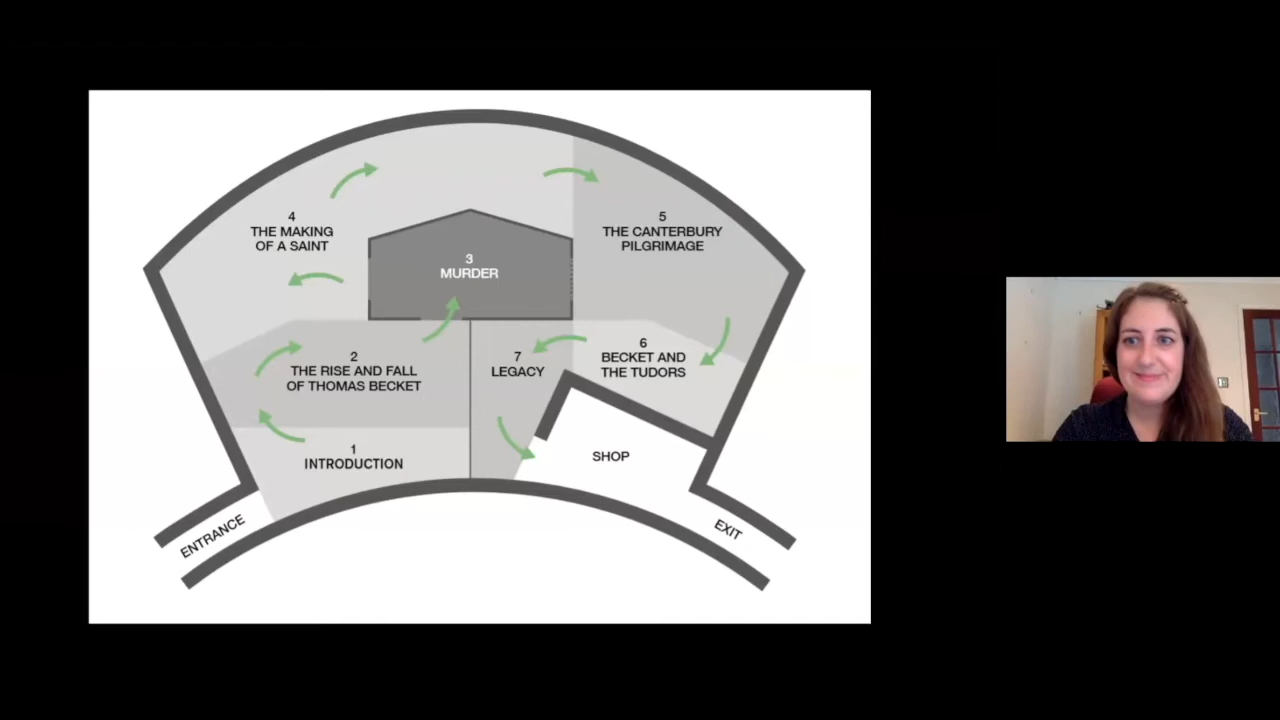 4
THE MAKING
OF A SAINT
5
THE CANTERBURY
PILGRIMAGE
3
MURDER
2
THE RISE AND FALL
OF THOMAS BECKET
7
LEGACY
6
BECKET AND
THE TUDORS
1
INTRODUCTION
SHOP
ENTRANCE
EXIT